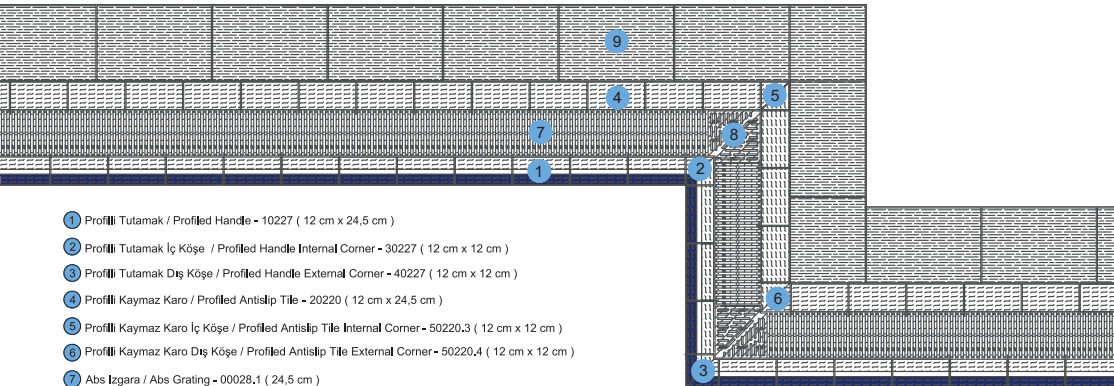 9
5
4
7
8
1
2
6
3
1 Profilli Tutamak / Profiled Handle - 10227 ( 12 cm x 24,5 cm )
2 Profilli Tutamak İç Köşe / Profiled Handle Internal Corner - 30227 ( 12 cm x 12 cm )
3 Profilli Tutamak Dış Köşe / Profiled Handle External Corner - 40227 ( 12 cm x 12 cm )
4 Profilli Kaymaz Karo / Profiled Antislip Tile - 20220 ( 12 cm x 24,5 cm )
5 Profilli Kaymaz Karo İç Köşe / Profiled Antislip Tile Internal Corner - 50220.3 ( 12 cm x 12 cm )
6 Profilli Kaymaz Karo Dış Köşe / Profiled Antislip Tile External Corner - 50220.4 ( 12 cm x 12 cm )
7 Abs Izgara / Abs Grating - 00028.1 ( 24,5 cm )